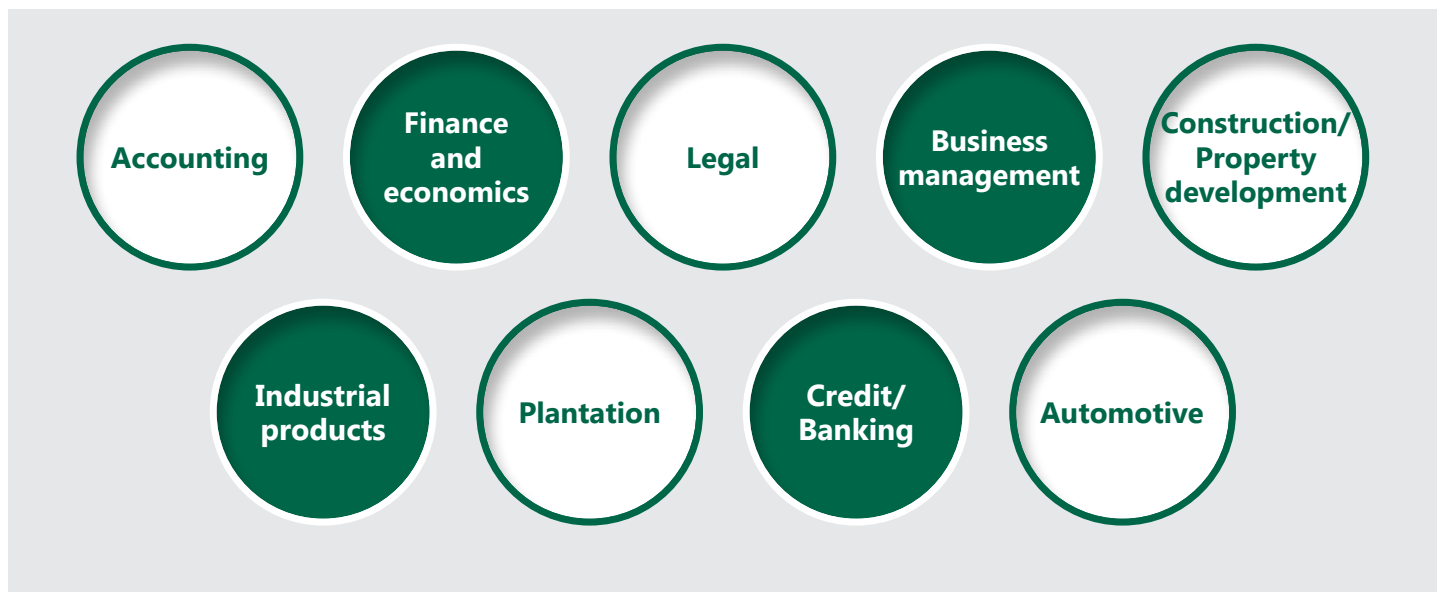 Accounting
Finance
and
economics
Legal
Business
management
Construction/
Property
development
Industrial
products
Plantation
Credit/
Banking
Automotive